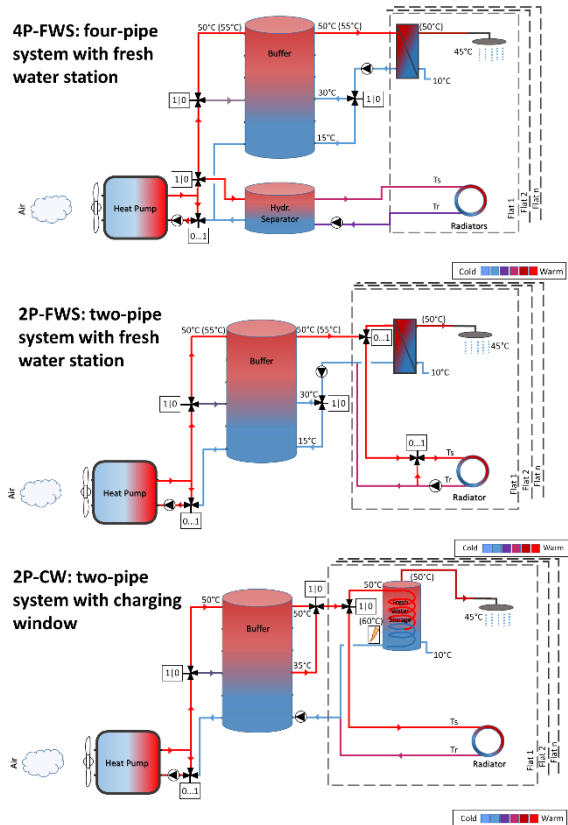 4P-FWS: four-pipe
system with fresh
water station
50°C (55°C)
50°C (55°C)
(50°C)
45°C
Buffer
10°C
30°C
1|0
1|0
15°C
1|0
Ts
Air
Heat Pump
Hydr.
Separator
Tr
Radiators
0...1
Flat 1
Flat 2
Flat n
Cold
Warm
2P-FWS: two-pipe
system with fresh
water station
50°C (55°C)
50°C (55°C)
(50°C)
0...1
45°C
Buffer
10°C
30°C
1|0
1|0
15°C
0...1
Ts
Tr
Radiator
Air
Heat Pump
0...1
Flat 1
Flat 2
Flat n
Cold
Warm
2P-CW: two-pipe
system with charging
window
50°C
50°C
1|0
1|0
50°C
(50°C)
Fresh
Water
Storage
45°C
(60°C)
10°C
Buffer
35°C
1|0
Ts
Tr
Radiator
Air
Heat Pump
0...1
Flat 1
Flat 2
Flat n
Cold
Warm